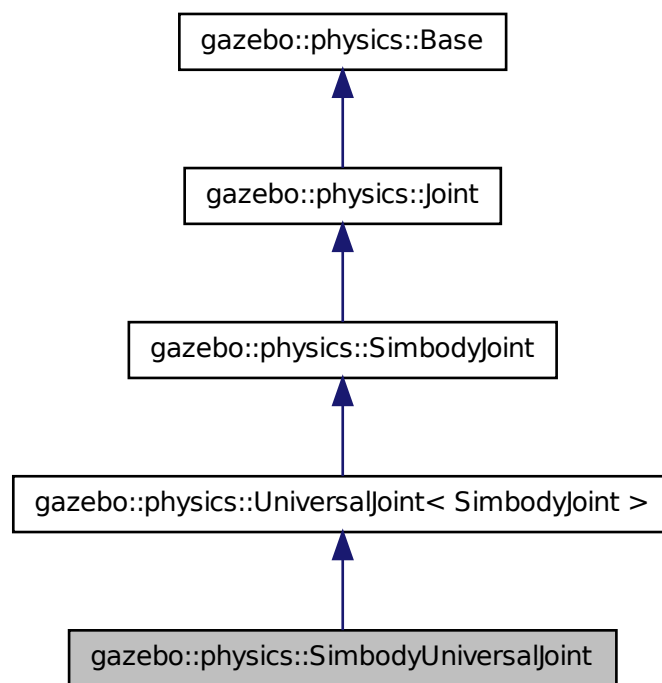 gazebo::physics::Base
gazebo::physics::Joint
gazebo::physics::SimbodyJoint
gazebo::physics::UniversalJoint< SimbodyJoint >
gazebo::physics::SimbodyUniversalJoint